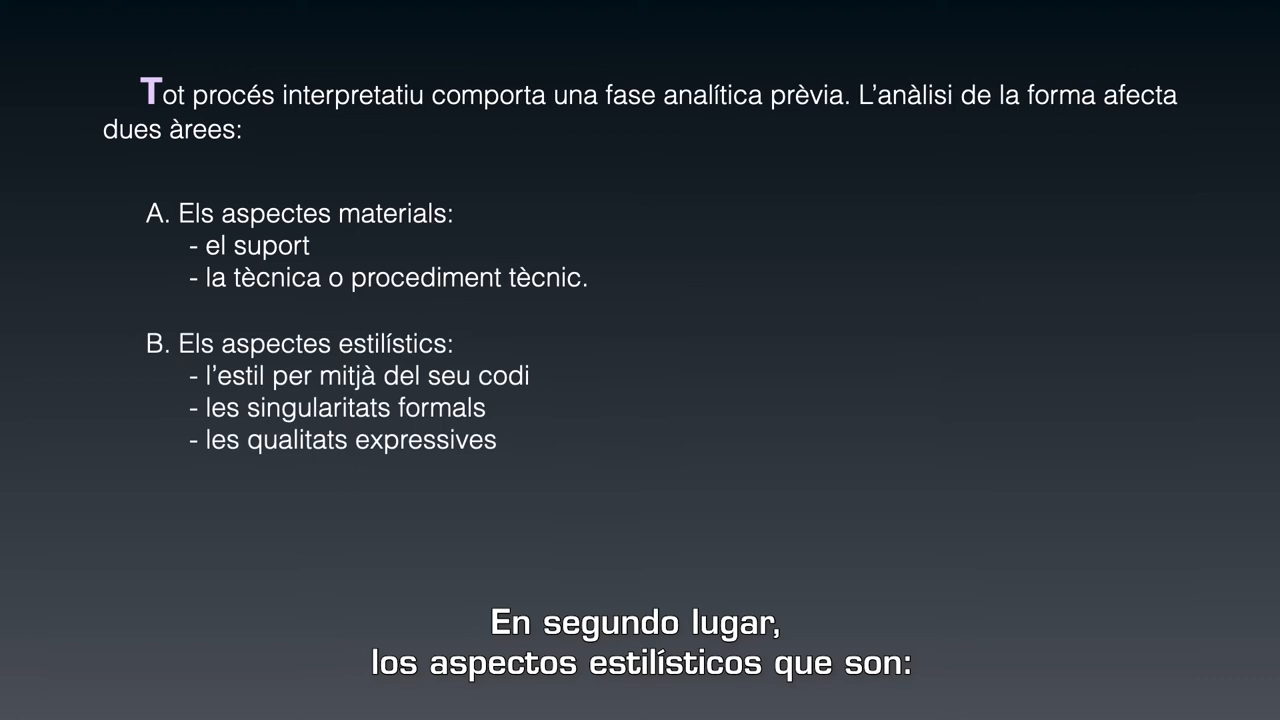 Tot procés interpretatiu comporta una fase analítica prèvia. L’anàlisi de la forma afecta
dues àrees:
A. Els aspectes materials:
- el suport
- la tècnica o procediment tècnic.
B. Els aspectes estilístics:
- l’estil per mitjà del seu codi
- les singularitats formals
- les qualitats expressives
En segundo lugar,
los aspectos estilísticos que son: